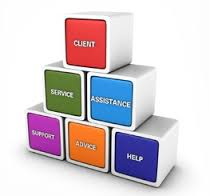 CLIENT
SERVICE
ASSISTANCE
SUPPORT
ADVICE
HELP